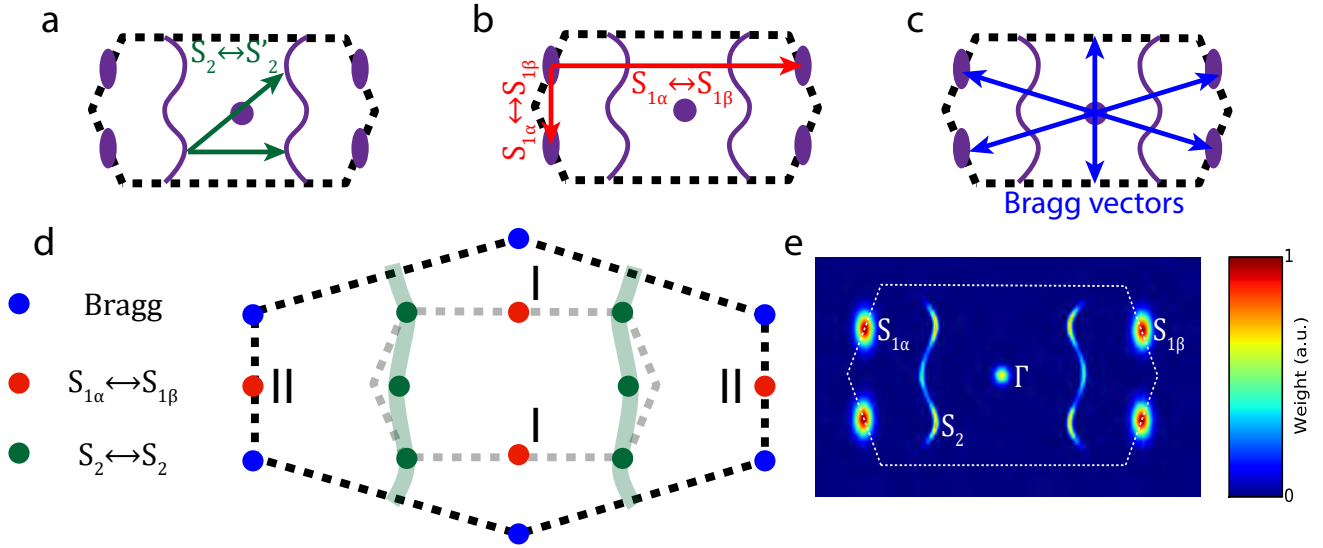 a
S₂↔S'₂
b
S₁α↔S₁β
S₁α↔S₁β
c
Bragg vectors
d
Bragg
S₁α↔S₁β
S₂↔S₂
I
II
II
I
e
S₁α
S₁β
Γ
S₂
1
0
Weight (a.u.)